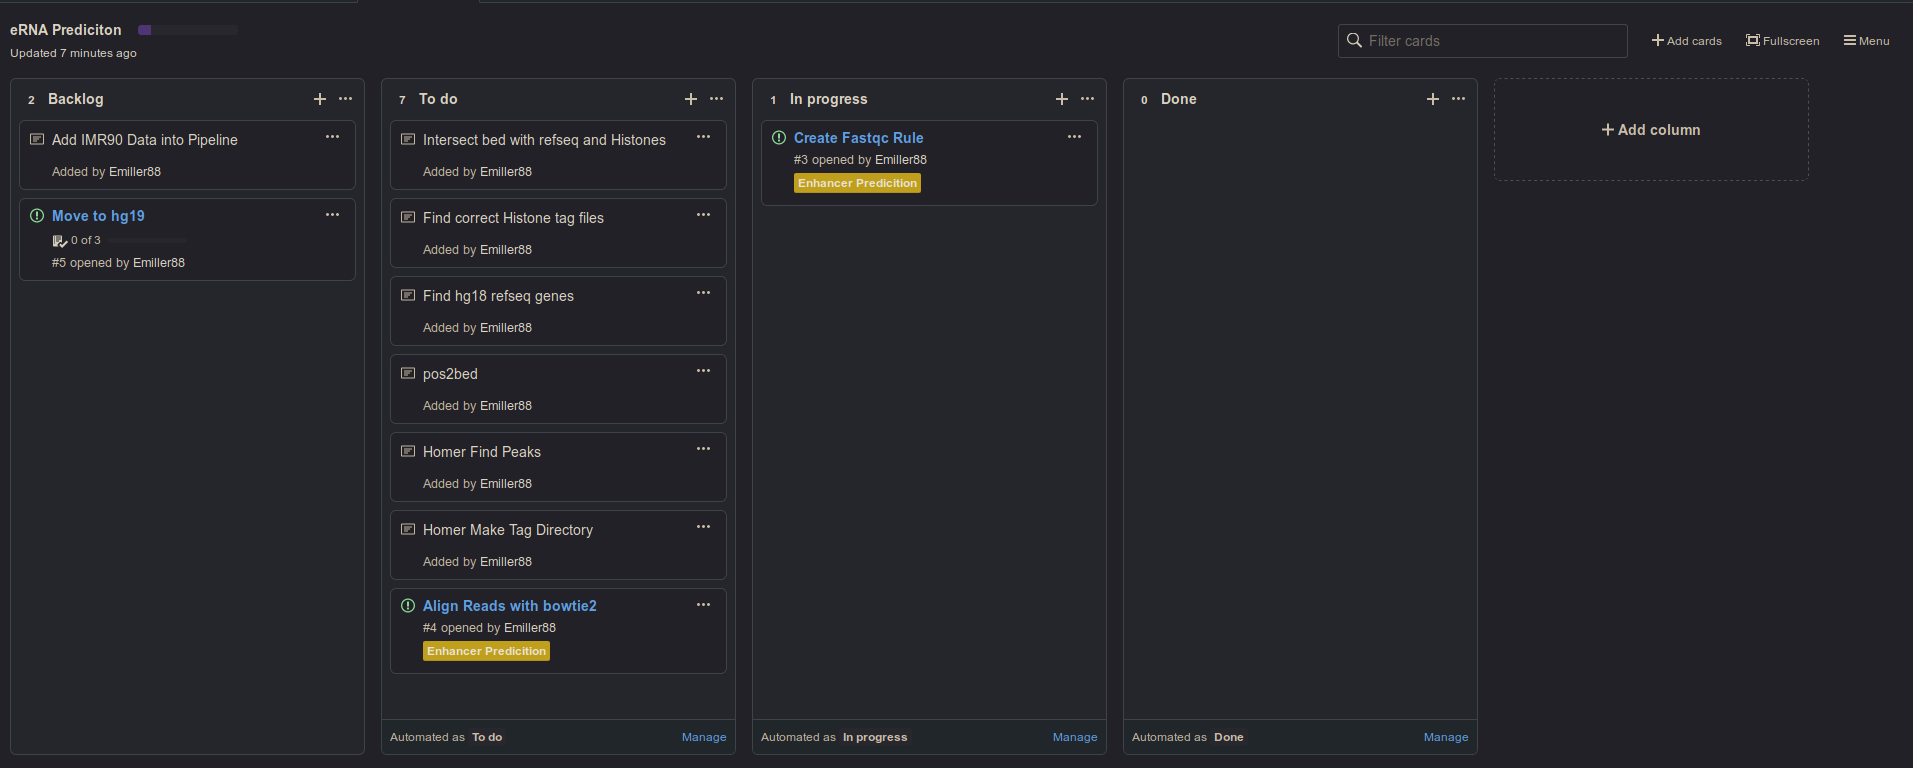 eRNA Prediciton
Updated 7 minutes ago
Filter cards
Add cards
Fullscreen
Menu
2 Backlog
Add IMR90 Data into Pipeline
Added by Emiller88
Move to hg19
0 of 3
#5 opened by Emiller88
7 To do
Intersect bed with refseq and Histones
Added by Emiller88
Find correct Histone tag files
Added by Emiller88
Find hg18 refseq genes
Added by Emiller88
pos2bed
Added by Emiller88
Homer Find Peaks
Added by Emiller88
Homer Make Tag Directory
Added by Emiller88
Align Reads with bowtie2
#4 opened by Emiller88
Enhancer Predicition
Automated as To do
Manage
1 In progress
Create Fastqc Rule
#3 opened by Emiller88
Enhancer Predicition
Automated as In progress
Manage
0 Done
Automated as Done
Manage
Add column